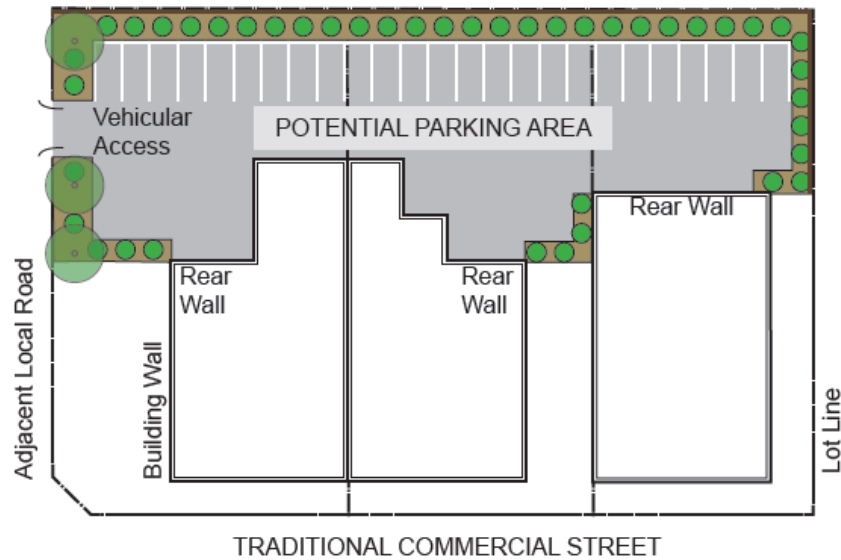 Vehicular
Access
POTENTIAL PARKING AREA
Rear Wall
Rear
Wall
Rear
Wall
Adjacent Local Road
Building Wall
Lot Line
TRADITIONAL COMMERCIAL STREET